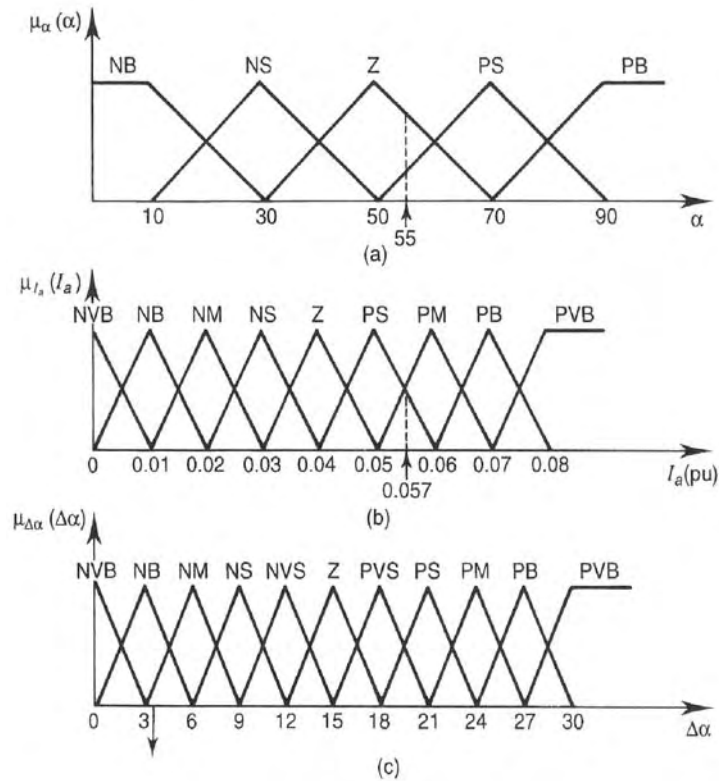 μα (α)
NB NS Z PS PB
10 30 50 70 90 α
55
(a)
μIa (Ia)
NVB NB NM NS Z PS PM PB PVB
0 0.01 0.02 0.03 0.04 0.05 0.06 0.07 0.08 Ia(pu)
0.057
(b)
μΔα (Δα)
NVB NB NM NS NVS Z PVS PS PM PB PVB
0 3 6 9 12 15 18 21 24 27 30 Δα
(c)